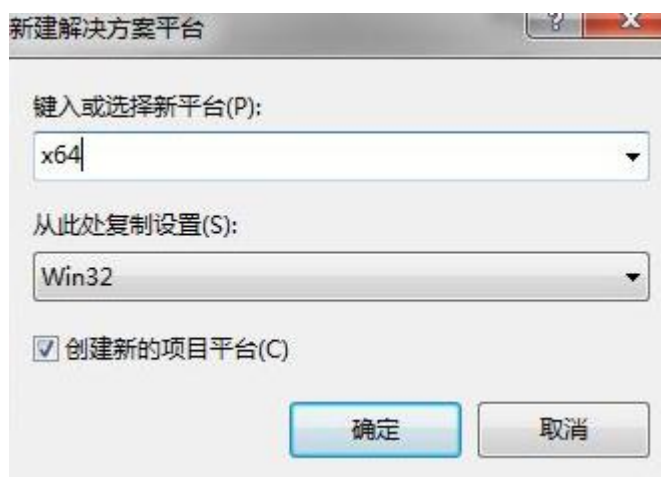 新建解决方案平台
键入或选择新平台(P):
x64
从此处复制设置(S):
Win32
创建新的项目平台(C)
确定
取消